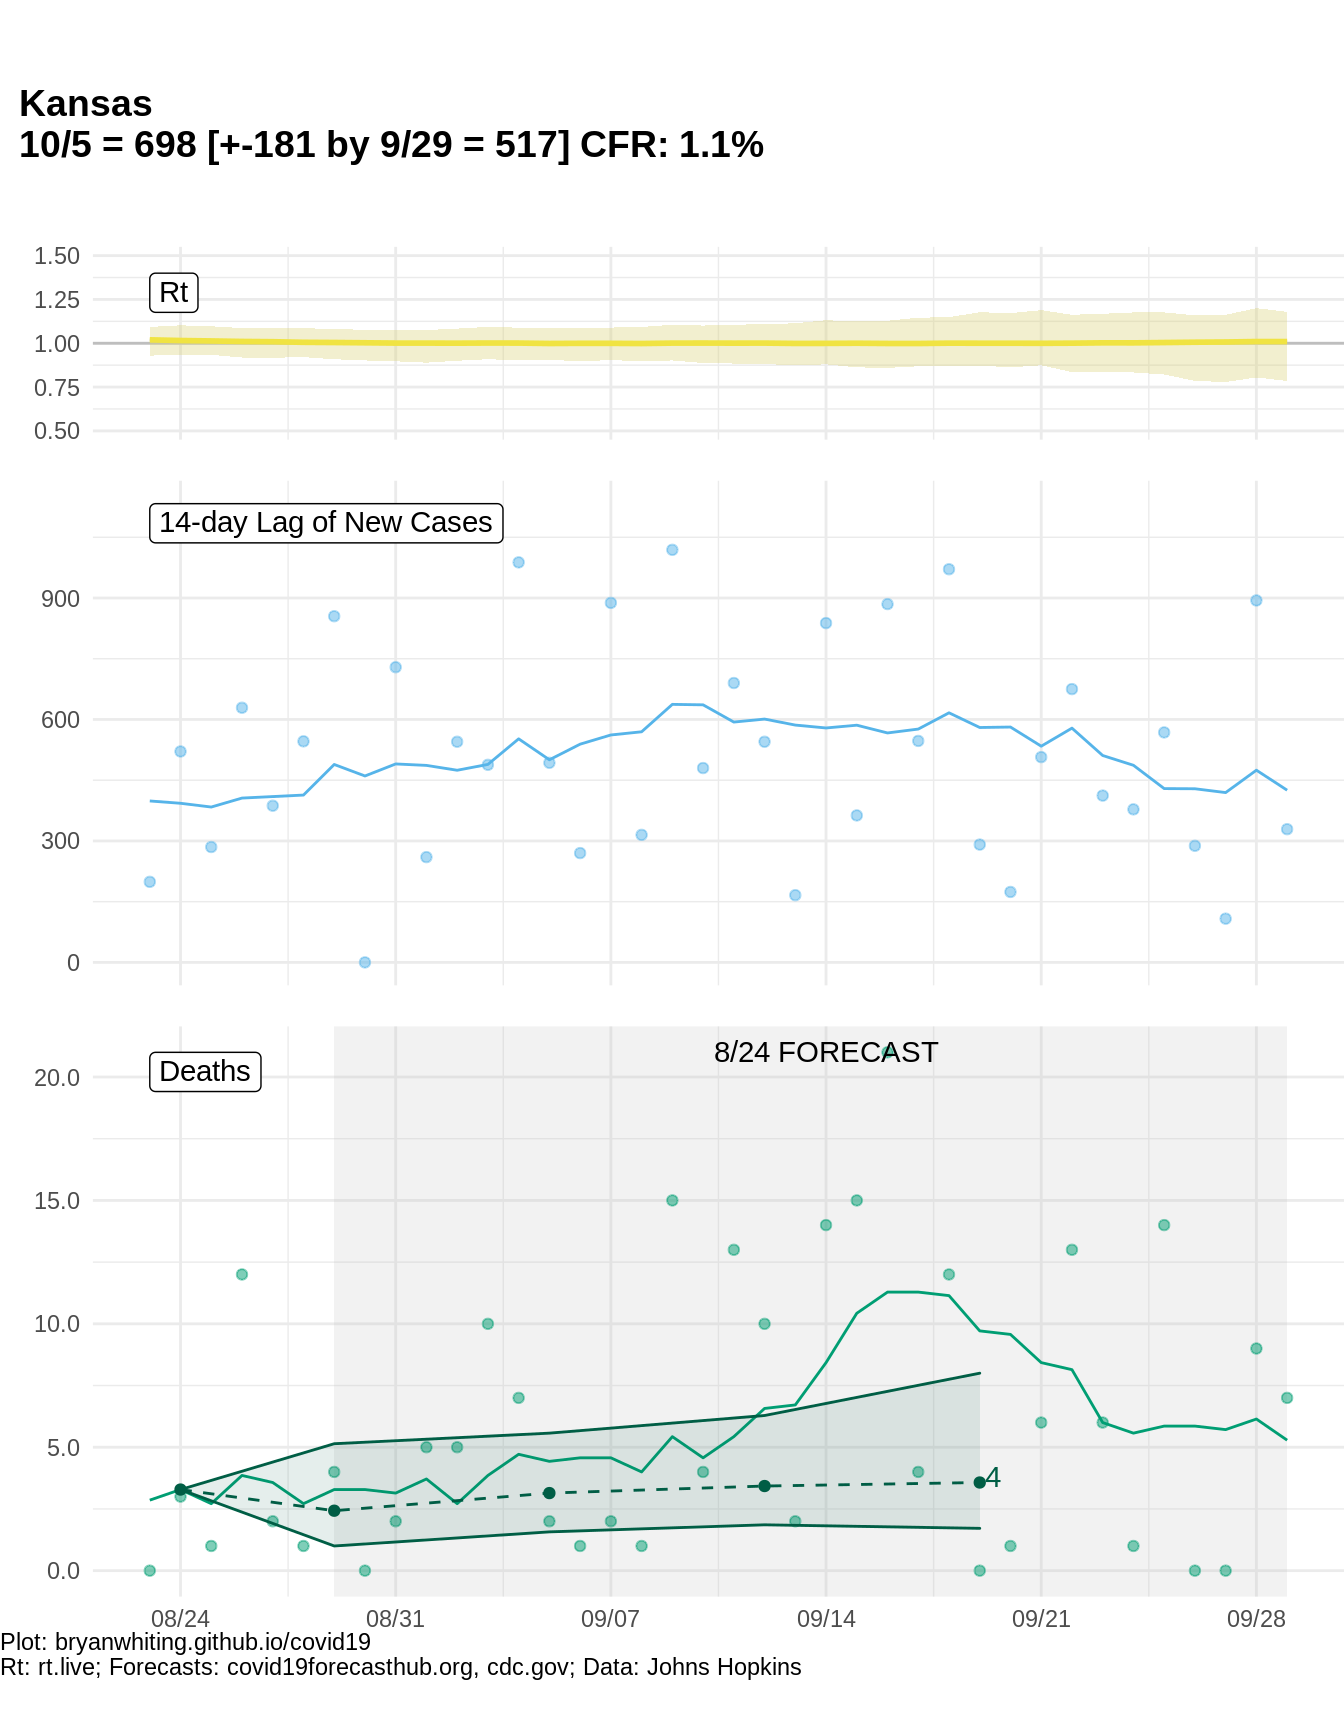 Kansas
10/5 = 698 [+-181 by 9/29 = 517] CFR: 1.1%
1.50
Rt
1.25
1.00
0.75
0.50
14-day Lag of New Cases
900
600
300
0
8/24 FORECAST
Deaths
20.0
15.0
10.0
5.0
4
0.0
08/24 08/31 09/07 09/14 09/21 09/28
Plot: bryanwhiting.github.io/covid19
Rt: rt.live; Forecasts: covid19forecasthub.org, cdc.gov; Data: Johns Hopkins